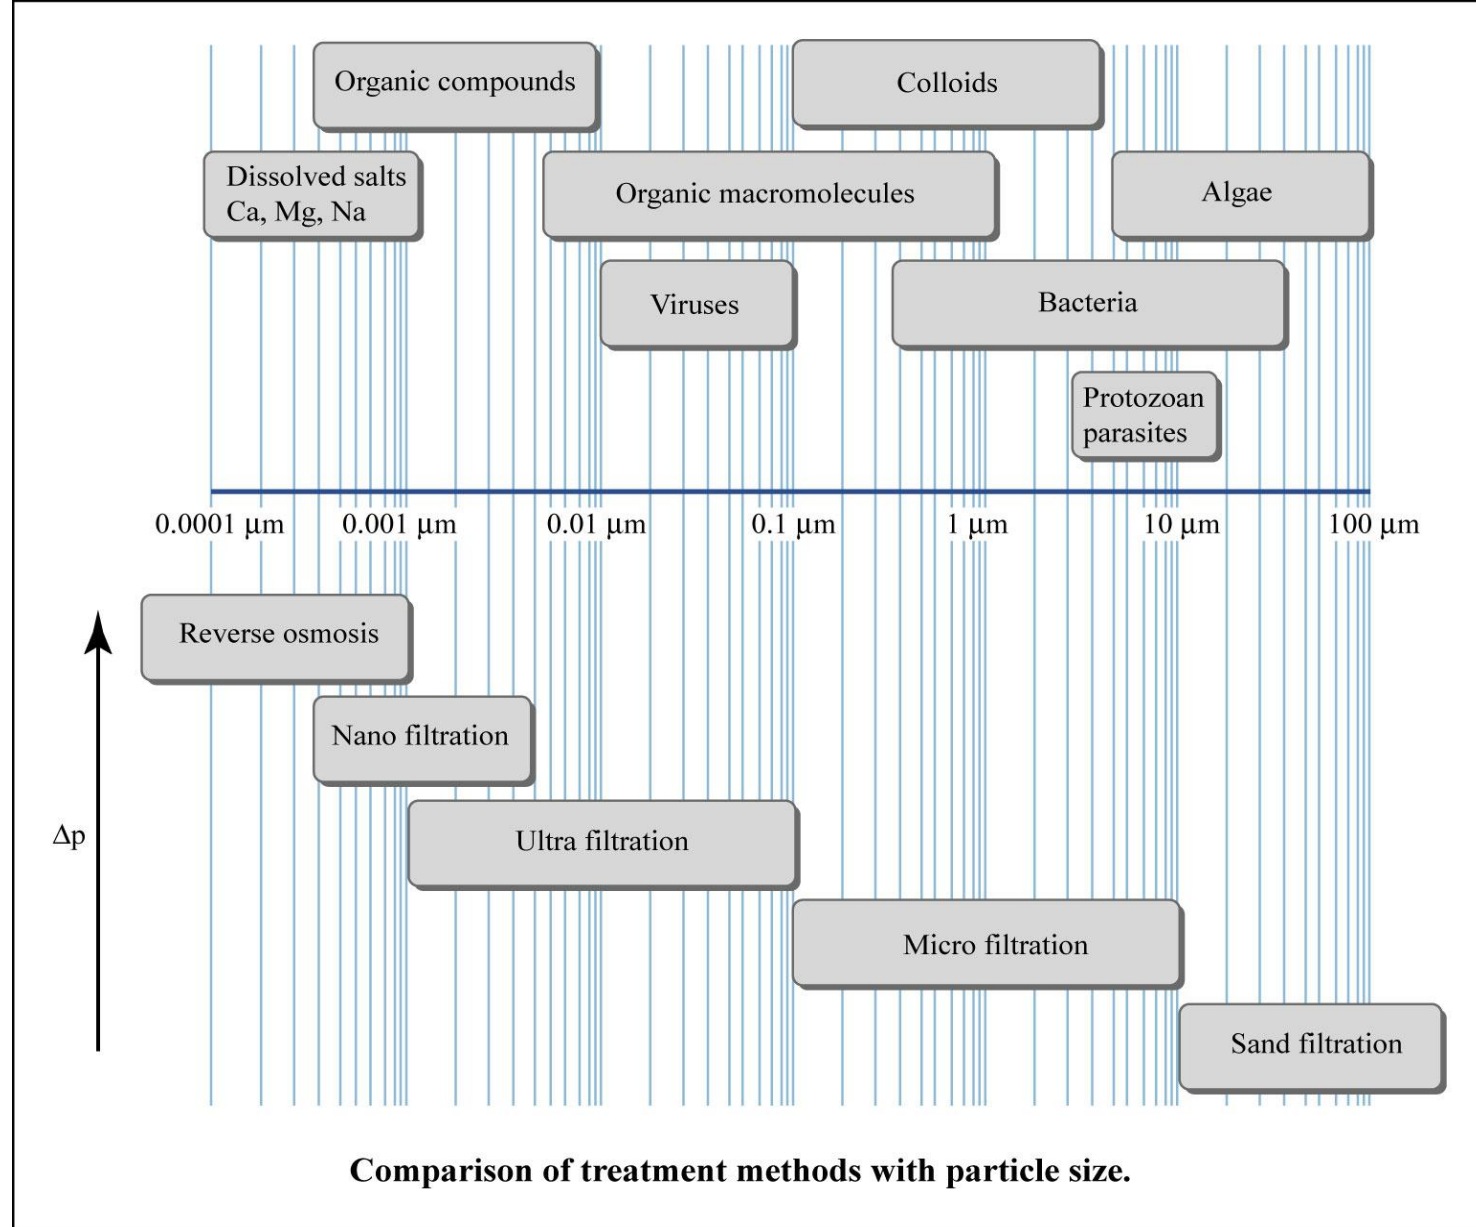 Organic compounds
Colloids
Dissolved salts
Ca, Mg, Na
Organic macromolecules
Algae
Viruses
Bacteria
Protozoan
parasites
0.0001 μm 0.001 μm 0.01 μm 0.1 μm 1 μm 10 μm 100 μm
Reverse osmosis
Nano filtration
Δp
Ultra filtration
Micro filtration
Sand filtration
Comparison of treatment methods with particle size.